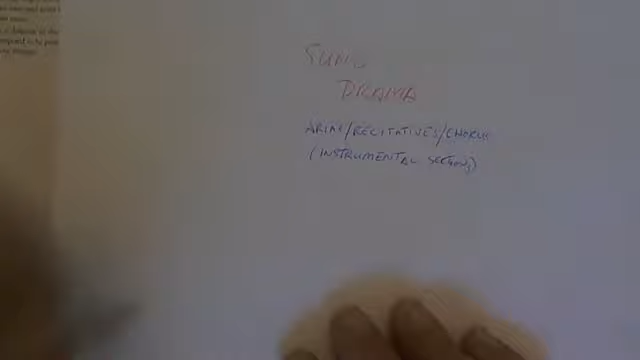 SUNG
DRAMA
ARIAS/RECITATIVES/CHORUS
(INSTRUMENTAL SECTIONS)